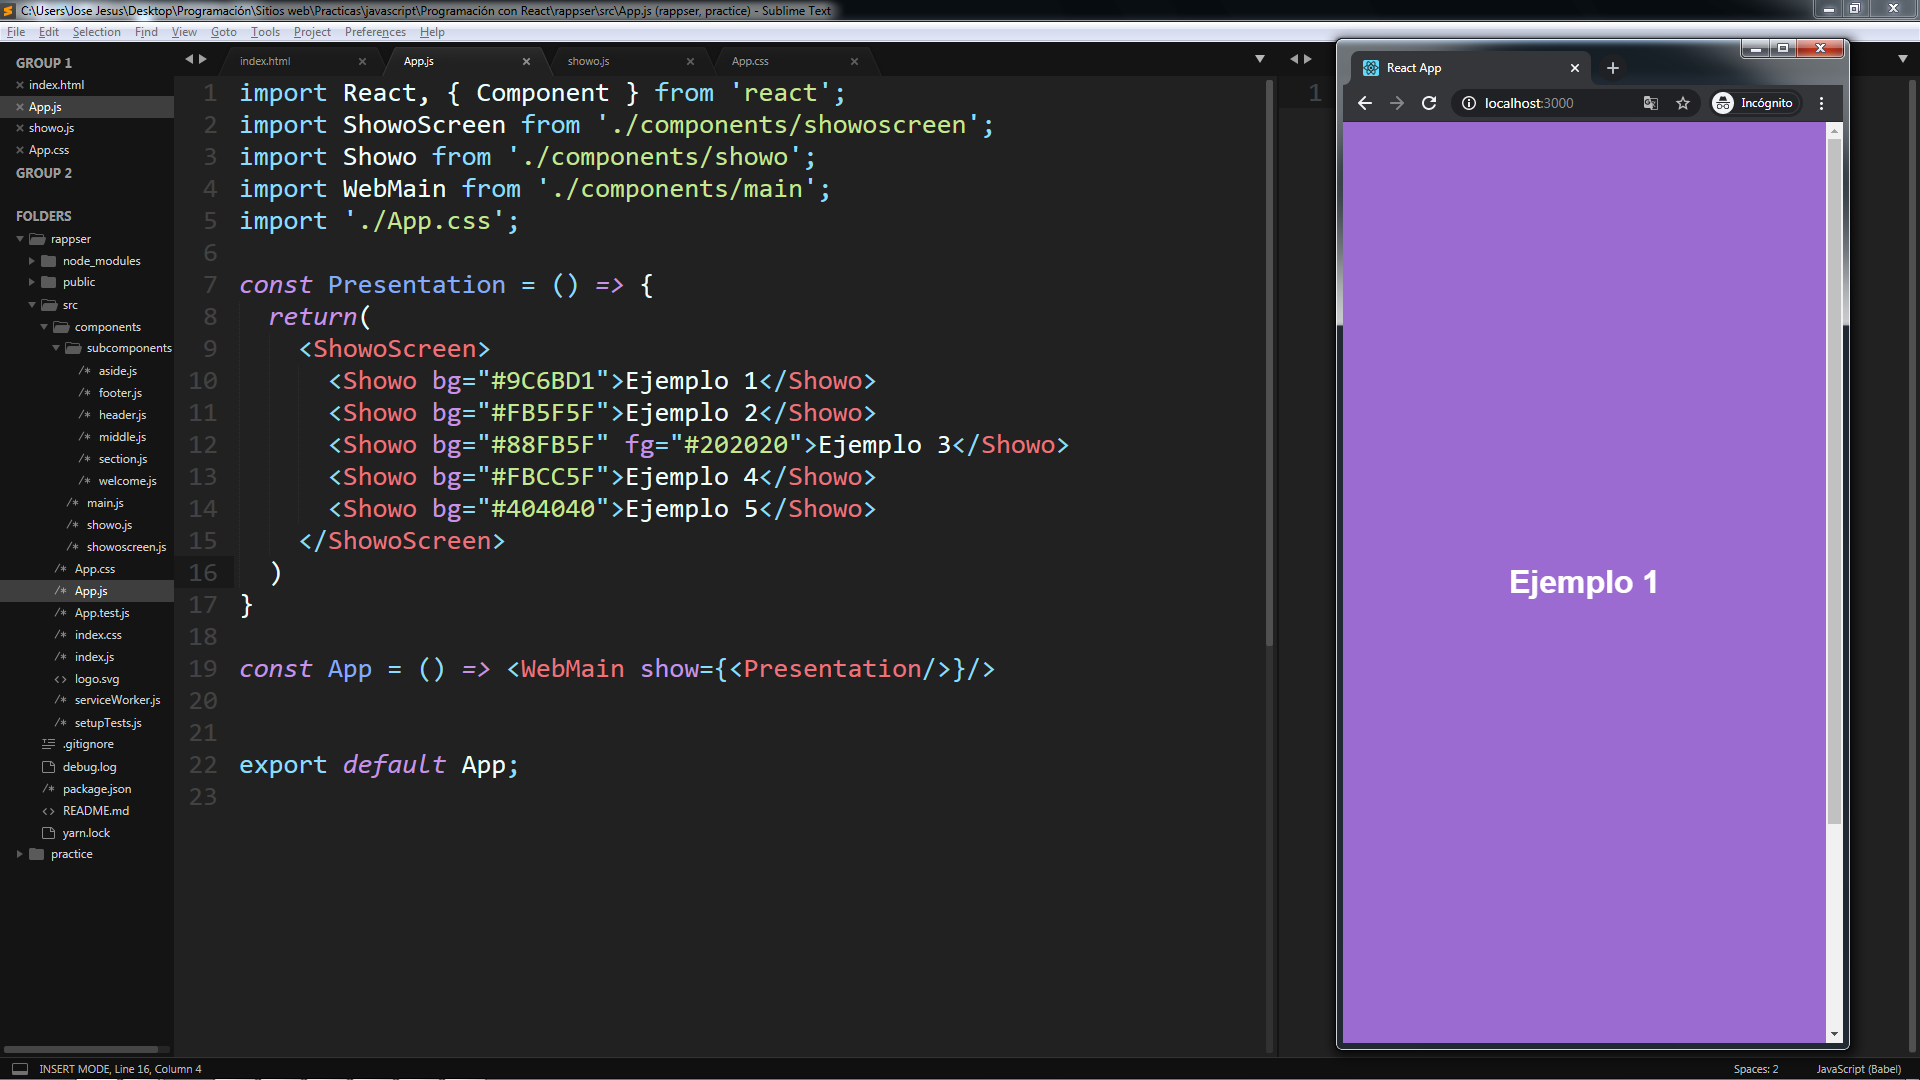 C:\Users\Jose Jesus\Desktop\Programación\Sitios web\Practicas\javascript\Programación con React\rappser\src\App.js (rappser, practice) - Sublime Text
File Edit Selection Find View Goto Tools Project Preferences Help
GROUP 1
index.html
App.js
showo.js
App.css
GROUP 2
FOLDERS
rappser
node_modules
public
src
components
subcomponents
aside.js
footer.js
header.js
middle.js
section.js
welcome.js
main.js
showo.js
showoscreen.js
App.css
App.js
App.test.js
index.css
index.js
logo.svg
serviceWorker.js
setupTests.js
.gitignore
debug.log
package.json
README.md
yarn.lock
practice
index.html App.js showo.js App.css
1 import React, { Component } from 'react';
2 import ShowoScreen from './components/showoscreen';
3 import Showo from './components/showo';
4 import WebMain from './components/main';
5 import './App.css';
6
7 const Presentation = () => {
8 return(
9 <ShowoScreen>
10 <Showo bg="#9C6BD1">Ejemplo 1</Showo>
11 <Showo bg="#FB5F5F">Ejemplo 2</Showo>
12 <Showo bg="#88FB5F" fg="#202020">Ejemplo 3</Showo>
13 <Showo bg="#FBCC5F">Ejemplo 4</Showo>
14 <Showo bg="#404040">Ejemplo 5</Showo>
15 </ShowoScreen>
16 )
17 }
18
19 const App = () => <WebMain show={<Presentation/>}/>
20
21
22 export default App;
23
1
React App
localhost:3000 Incógnito
Ejemplo 1
INSERT MODE, Line 16, Column 4
Spaces: 2 JavaScript (Babel)